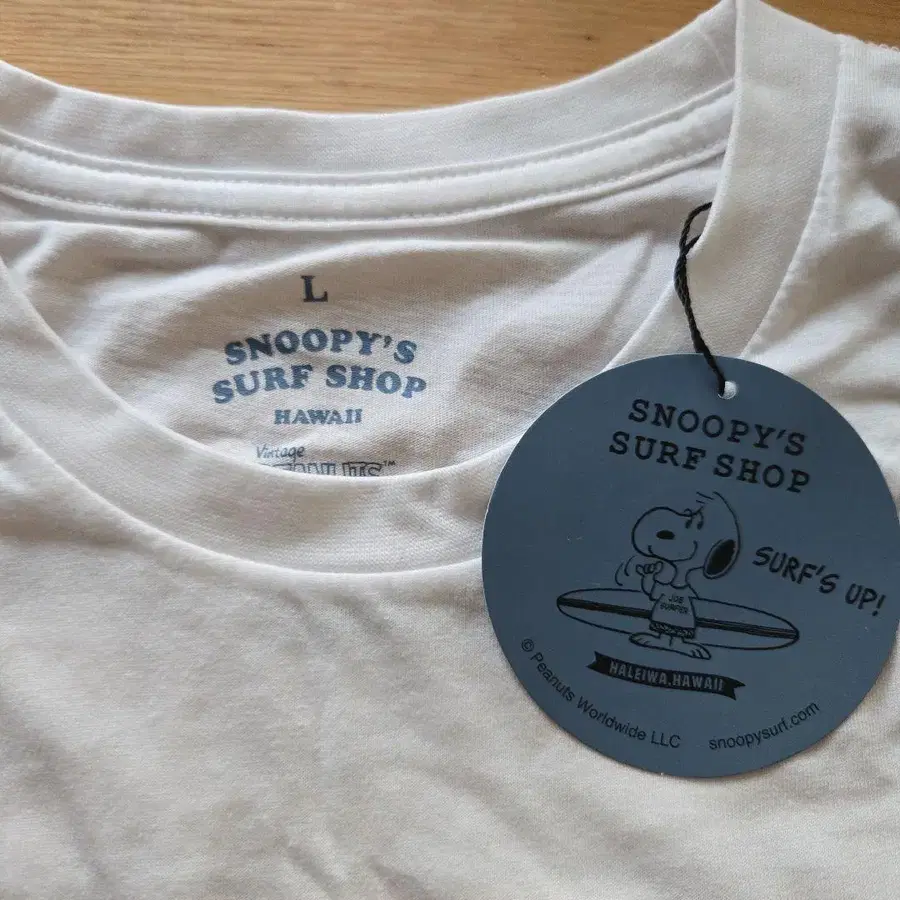 L
SNOOPY'S
SURF SHOP
HAWAII
Vintage
PEANUTS™
SNOOPY'S
SURF SHOP
SURF'S UP!
JOE
SURFER
HALEIWA.HAWAII
© Peanuts Worldwide LLC
snoopysurf.com